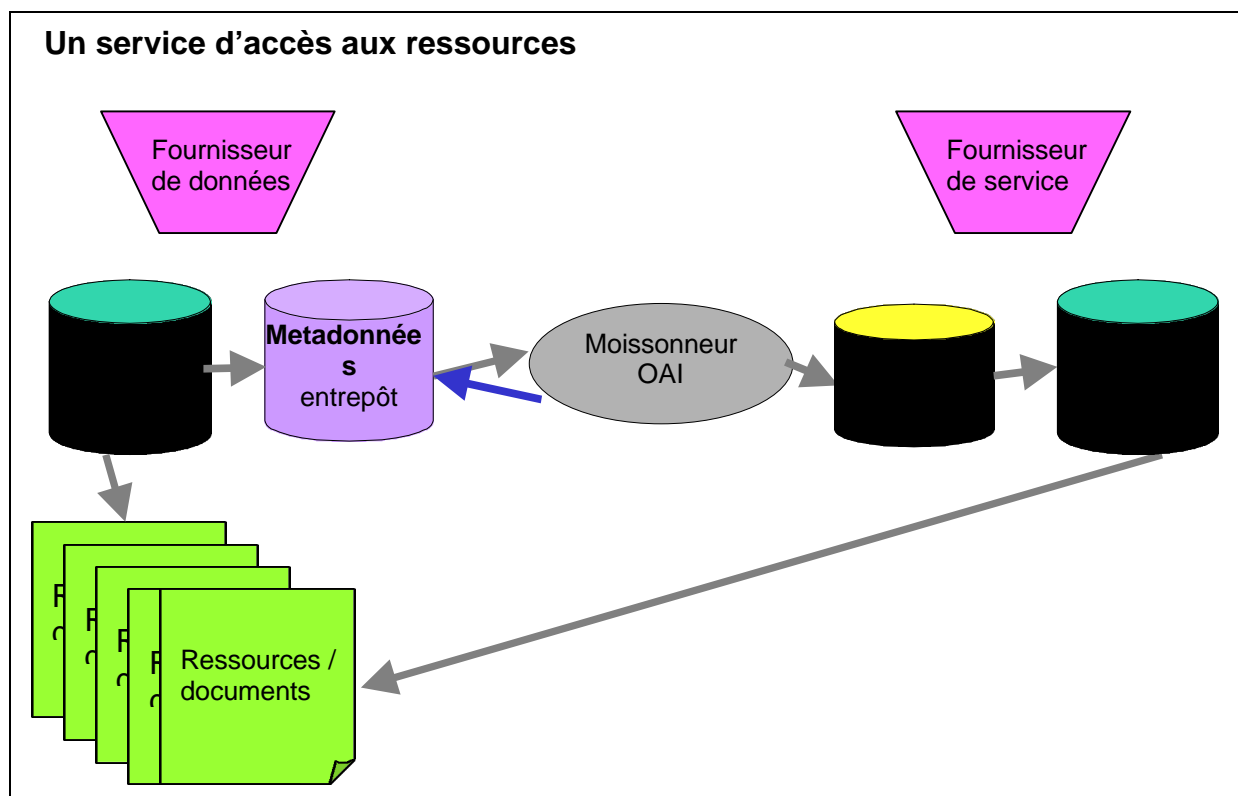 Un service d'accès aux ressources
Fournisseur
de données
Fournisseur
de service
Metadonnée
s
entrepôt
Moissonneur
OAI
Ressources /
documents